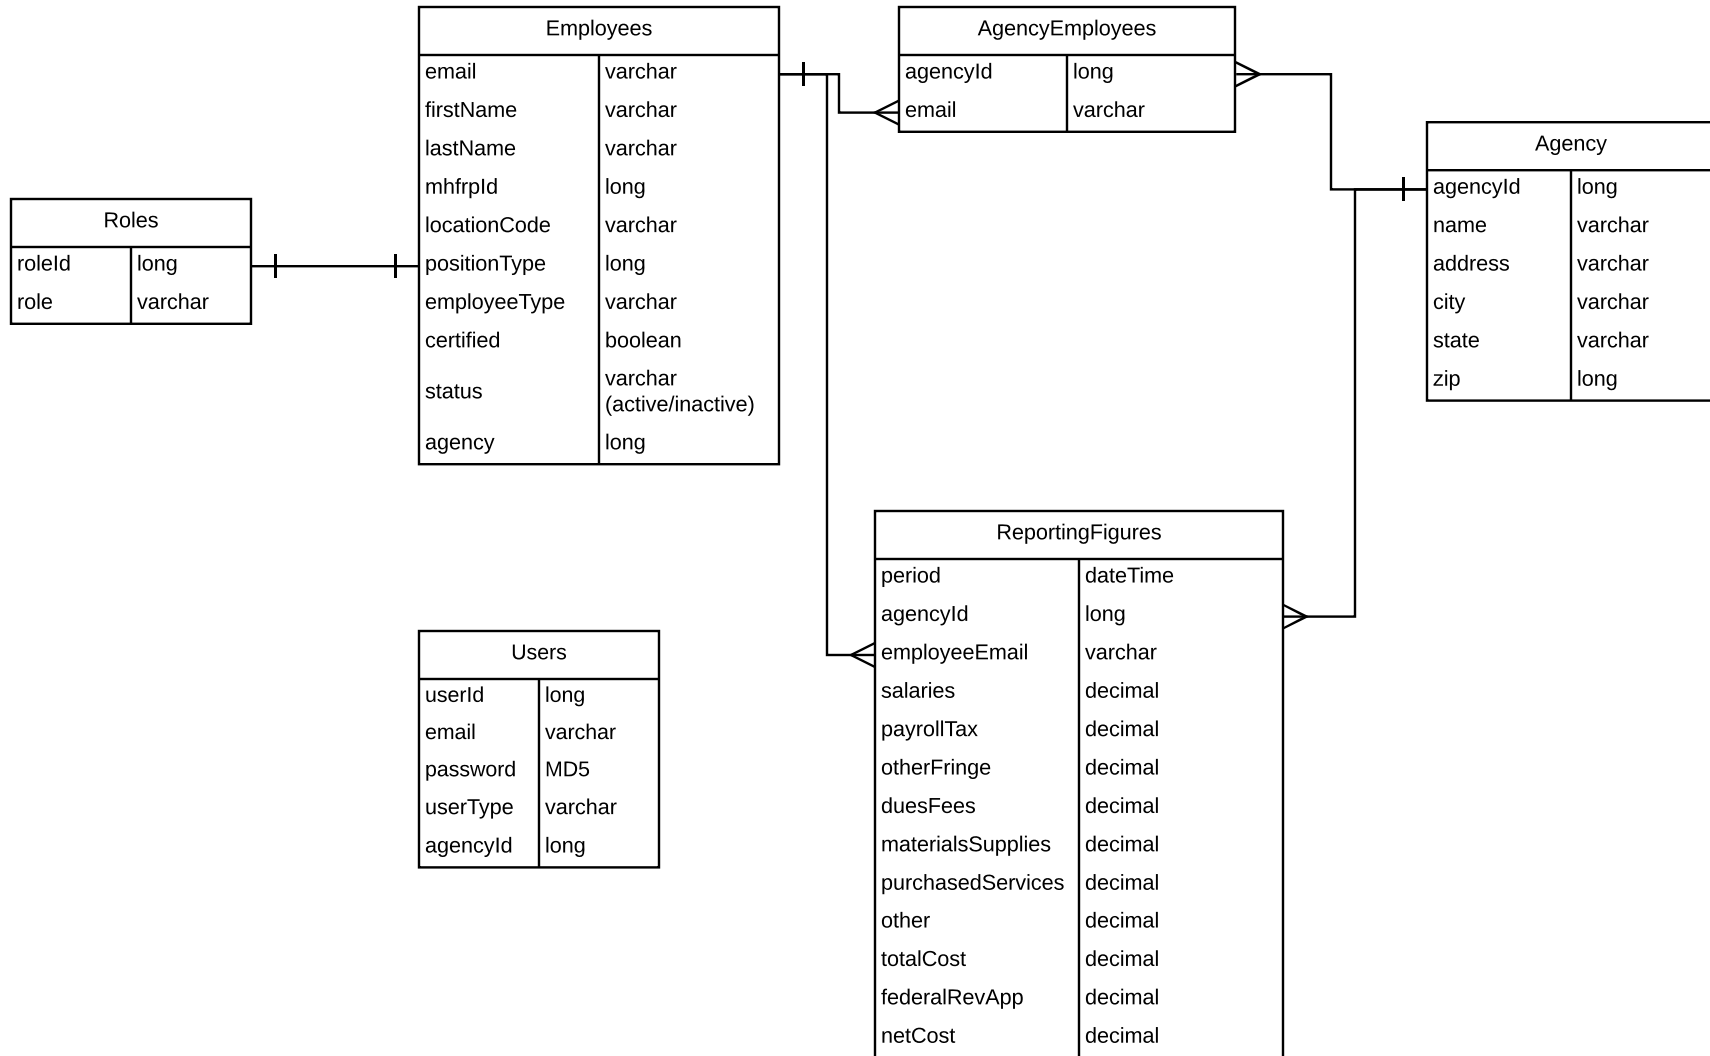 Employees
email varchar
firstName varchar
lastName varchar
mhfrpId long
locationCode varchar
positionType long
employeeType varchar
certified boolean
status varchar
(active/inactive)
agency long
AgencyEmployees
agencyId long
email varchar
Agency
agencyId long
name varchar
address varchar
city varchar
state varchar
zip long
Roles
roleId long
role varchar
ReportingFigures
period dateTime
agencyId long
employeeEmail varchar
salaries decimal
payrollTax decimal
otherFringe decimal
duesFees decimal
materialsSupplies decimal
purchasedServices decimal
other decimal
totalCost decimal
federalRevApp decimal
netCost decimal
Users
userId long
email varchar
password MD5
userType varchar
agencyId long